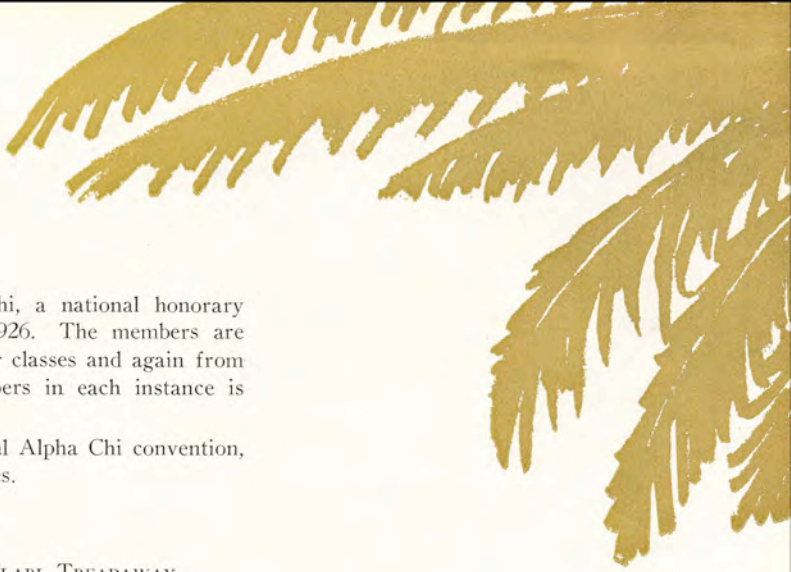 hi, a national honorary
926. The members are
classes and again from
ers in each instance is
l Alpha Chi convention,
s.
TREADAWAY